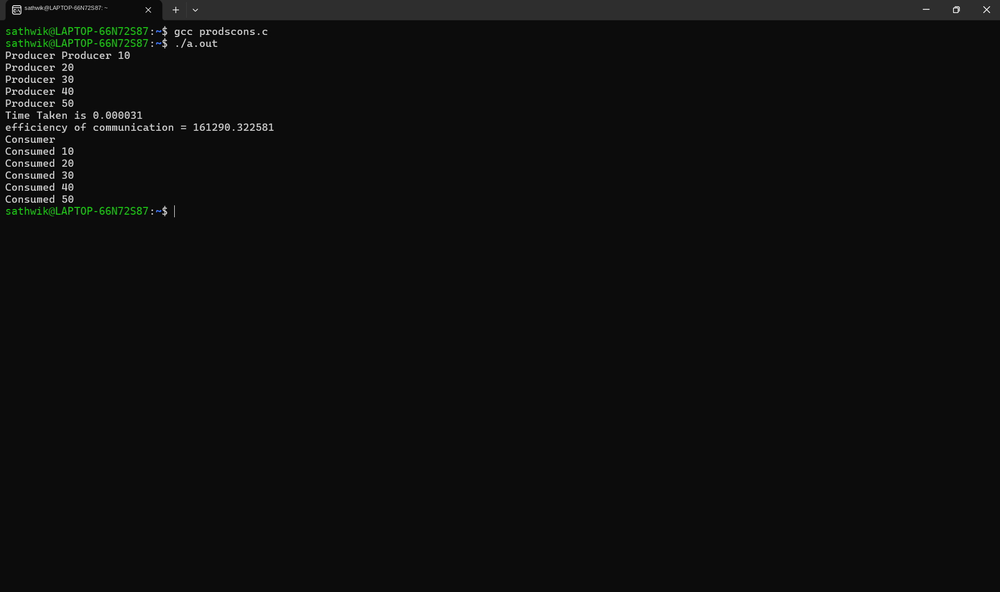 sathwik@LAPTOP-66N72S87: ~
sathwik@LAPTOP-66N72S87:~$ gcc prodscons.c
sathwik@LAPTOP-66N72S87:~$ ./a.out
Producer Producer 10
Producer 20
Producer 30
Producer 40
Producer 50
Time Taken is 0.000031
efficiency of communication = 161290.322581
Consumer
Consumed 10
Consumed 20
Consumed 30
Consumed 40
Consumed 50
sathwik@LAPTOP-66N72S87:~$